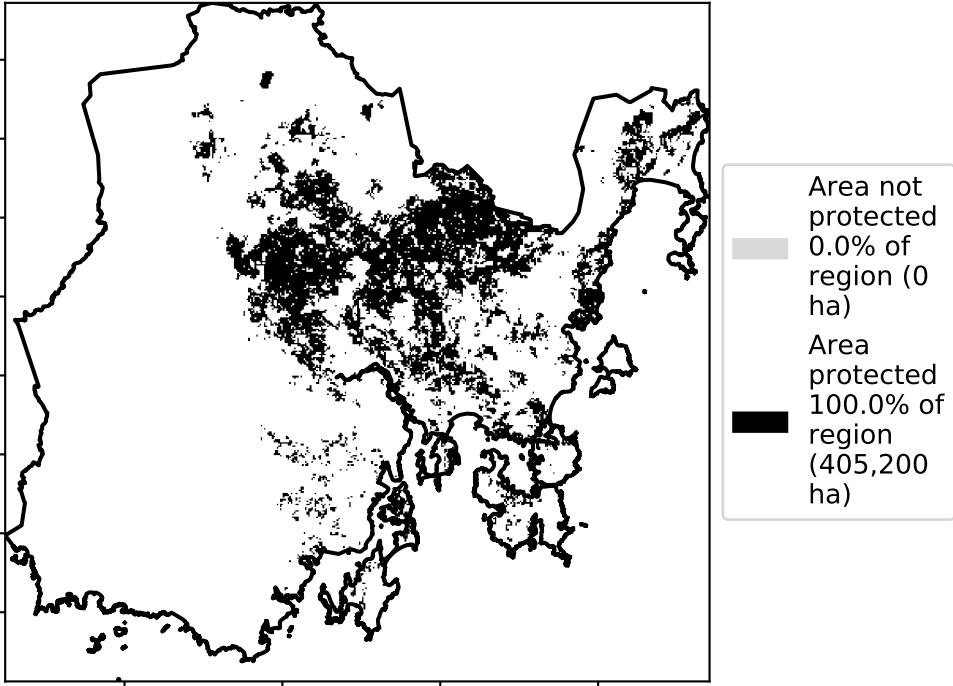 Area not
protected
0.0% of
region (0
ha)
Area
protected
100.0% of
region
(405,200
ha)